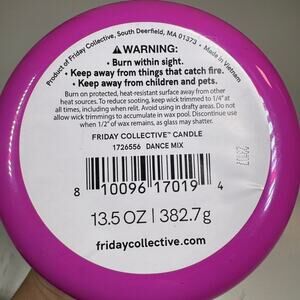 Product of Friday Collective, South Deerfield, MA 01373 • Made in Vietnam
⚠WARNING:
• Burn within sight.
• Keep away from things that catch fire.
• Keep away from children and pets.
Burn on protected, heat-resistant surface away from other
heat sources. To reduce sooting, keep wick trimmed to 1/4" at
all times, including when relit. Avoid using in drafty areas. Do not
allow wick trimmings to accumulate in wax pool. Discontinue use
when 1/2" of wax remains, as glass may shatter.
FRIDAY COLLECTIVE™ CANDLE
1726556 DANCE MIX
8 10096 17019 4
13.5 OZ | 382.7g
fridaycollective.com